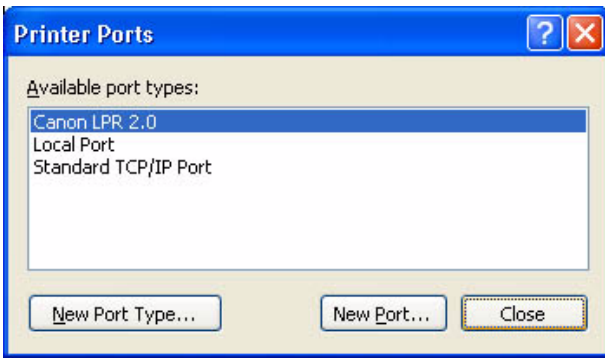 Printer Ports
Available port types:
Canon LPR 2.0
Local Port
Standard TCP/IP Port
New Port Type... New Port... Close